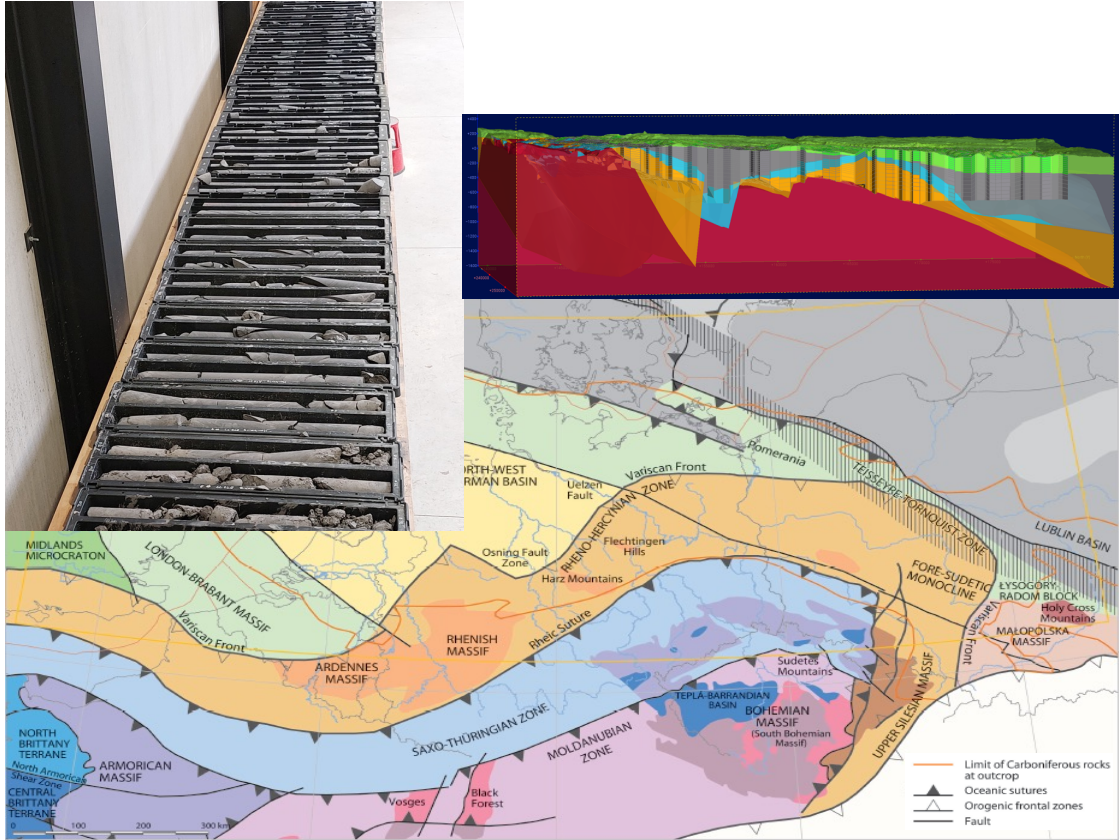 Pomerania
ORTH-WEST
RMAN BASIN
Variscan Front
Uelzen
Fault
TEISSEYRE-TORNQUIST ZONE
RHENO-HERCYNIAN ZONE
LUBLIN BASIN
MIDLANDS
MICROCRATON
LONDON-BRABANT MASSIF
Osning Fault
Zone
Flechtingen
Hills
Harz Mountains
FORE-SUDETIC
MONOCLINE
ŁYSOGORY-
RADOM BLOCK
Holy Cross
Mountains
Variscan Front
Variscan Front
Rheic Suture
RHENISH
MASSIF
MAŁOPOLSKA
MASSIF
ARDENNES
MASSIF
Sudetes
Mountains
TEPLÁ-BARRANDIAN
BASIN
BOHEMIAN
MASSIF
(South Bohemian
Massif)
UPPER SILESIAN MASSIF
SAXO-THÜRINGIAN ZONE
MOLDANUBIAN
ZONE
NORTH
BRITTANY
TERRANE
North Armorican
Shear Zone
ARMORICAN
MASSIF
CENTRAL
BRITTANY
TERRANE
Vosges
Black
Forest
Limit of Carboniferous rocks
at outcrop
Oceanic sutures
Orogenic frontal zones
Fault
0 100 200 300 km